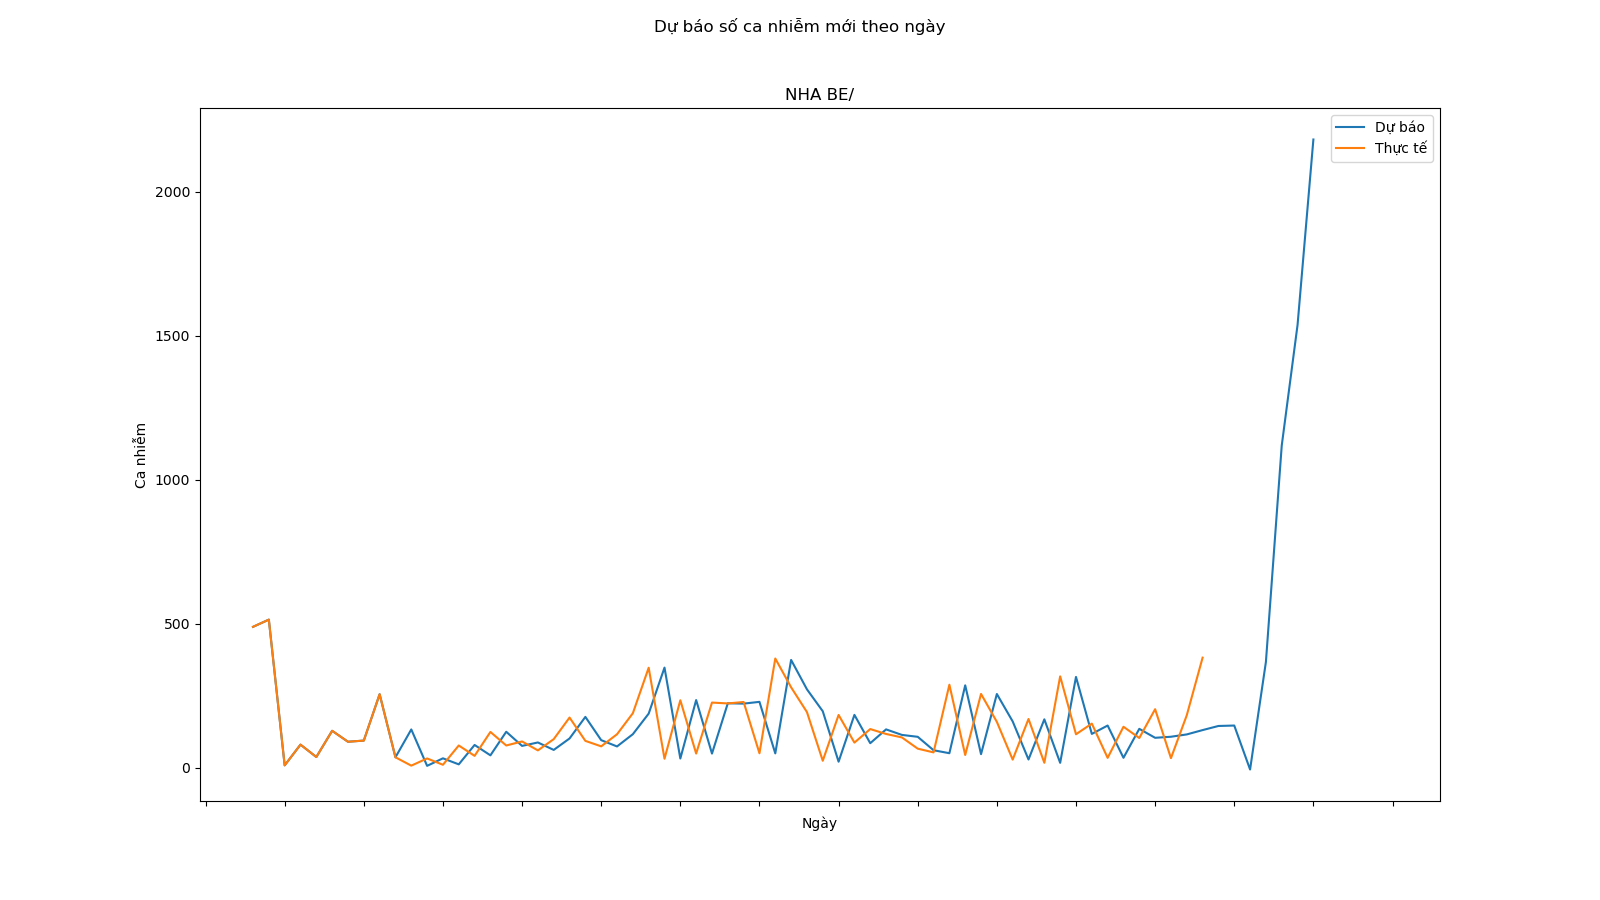 Dự báo số ca nhiễm mới theo ngày
NHA BE/
Dự báo
Thực tế
2000
1500
1000
500
0
Ca nhiễm
Ngày